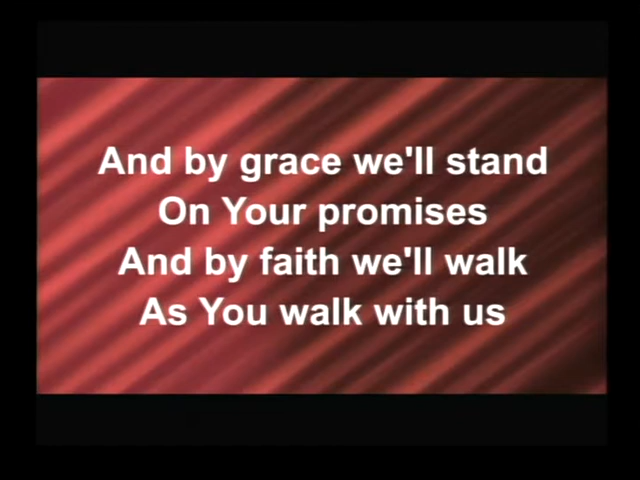 And by grace we'll stand
On Your promises
And by faith we'll walk
As You walk with us